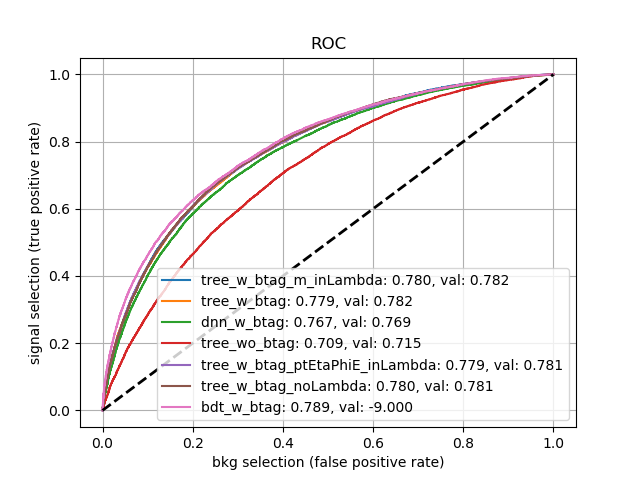 ROC
signal selection (true positive rate)
1.0
0.8
0.6
0.4
0.2
0.0
tree_w_btag_m_inLambda: 0.780, val: 0.782
tree_w_btag: 0.779, val: 0.782
dnn_w_btag: 0.767, val: 0.769
tree_wo_btag: 0.709, val: 0.715
tree_w_btag_ptEtaPhiE_inLambda: 0.779, val: 0.781
tree_w_btag_noLambda: 0.780, val: 0.781
bdt_w_btag: 0.789, val: -9.000
0.0 0.2 0.4 0.6 0.8 1.0
bkg selection (false positive rate)